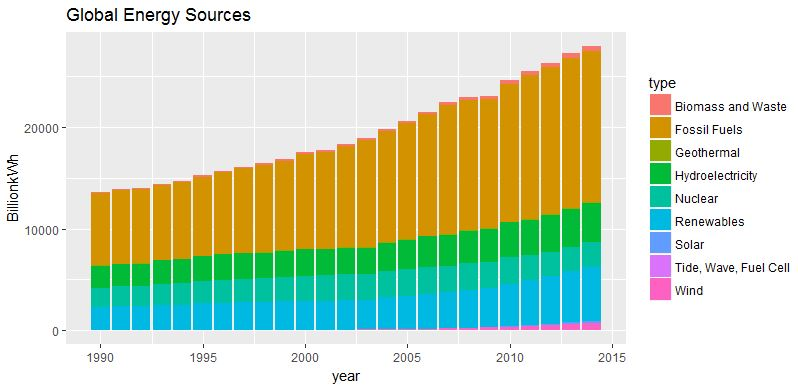 Global Energy Sources
BillionkWh
20000
10000
0
1990
1995
2000
2005
2010
2015
year
type
Biomass and Waste
Fossil Fuels
Geothermal
Hydroelectricity
Nuclear
Renewables
Solar
Tide, Wave, Fuel Cell
Wind